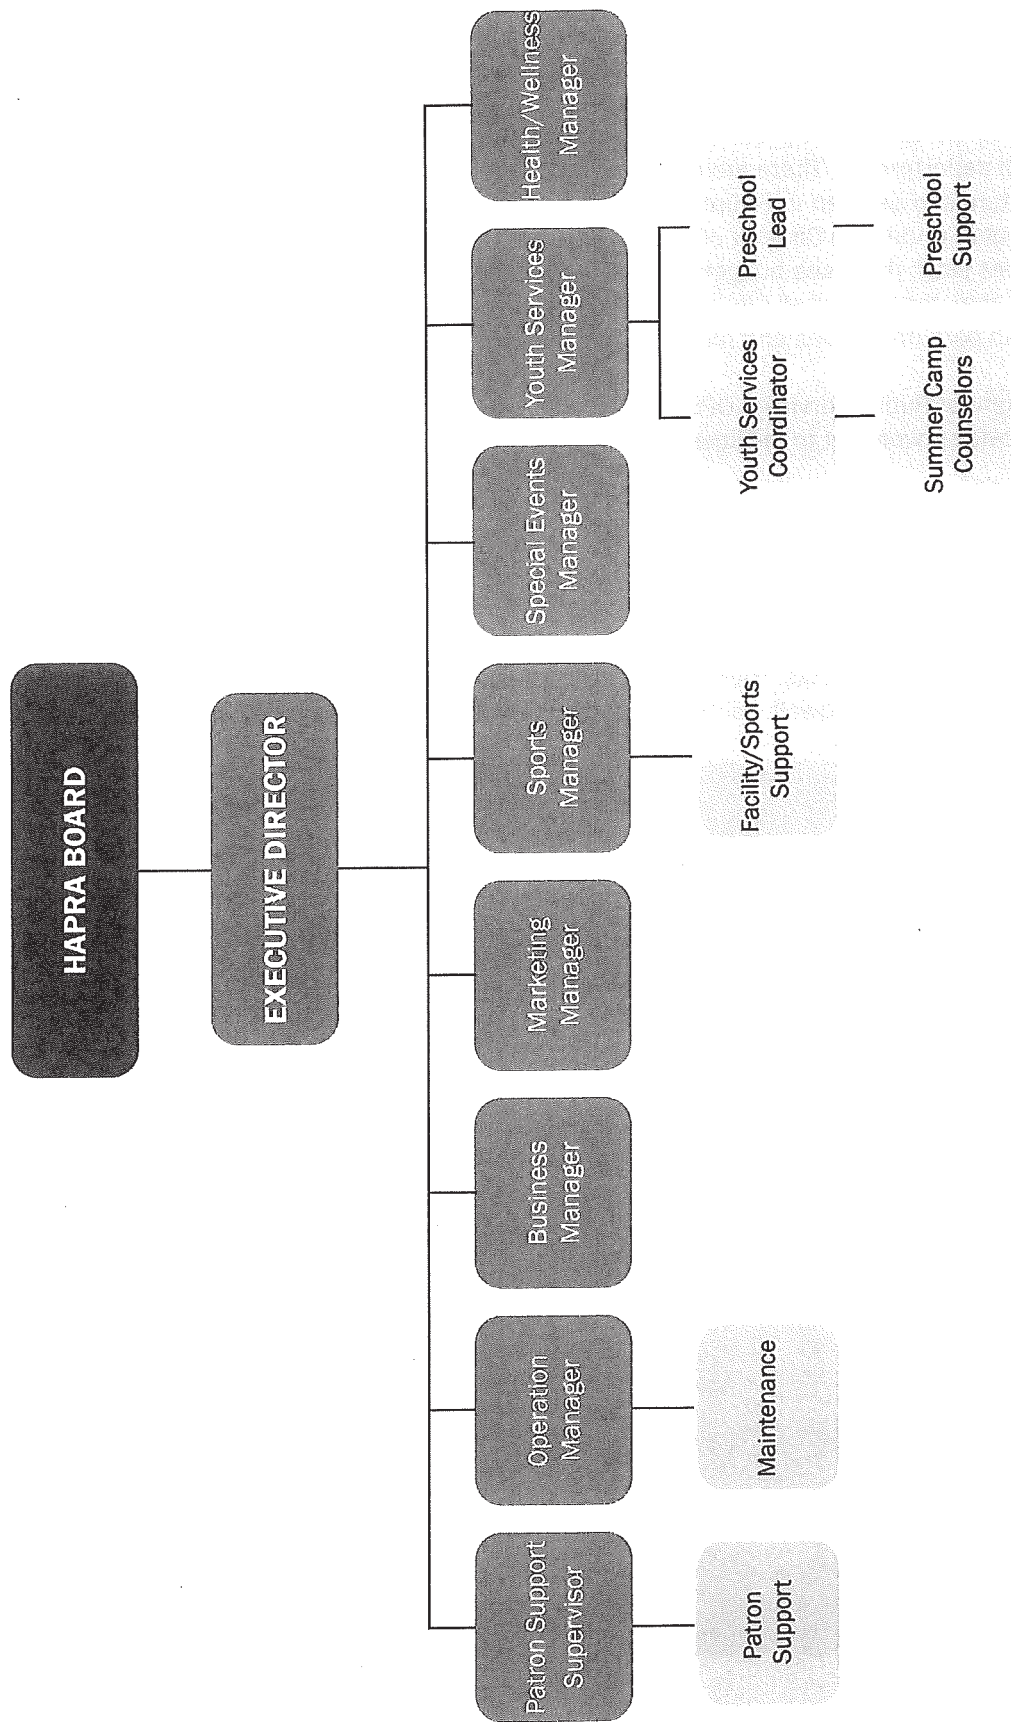 HAPRA BOARD
EXECUTIVE DIRECTOR
Patron Support
Supervisor
Operation
Manager
Business
Manager
Marketing
Manager
Sports
Manager
Special Events
Manager
Youth Services
Manager
Health/Wellness
Manager
Patron
Support
Maintenance
Facility/Sports
Support
Youth Services
Coordinator
Preschool
Lead
Summer Camp
Counselors
Preschool
Support